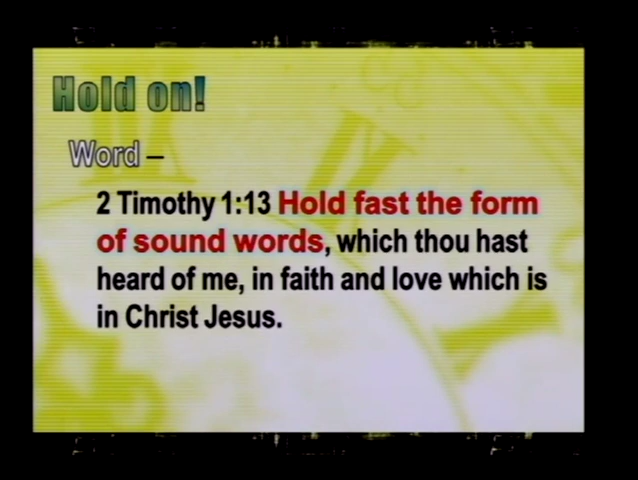 Hold on!
Word –
2 Timothy 1:13 Hold fast the form
of sound words, which thou hast
heard of me, in faith and love which is
in Christ Jesus.